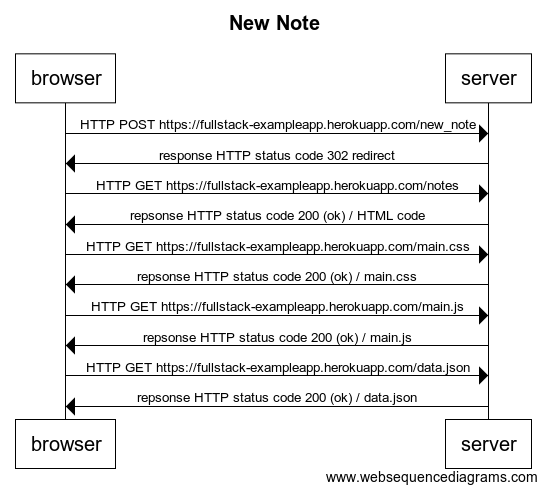 New Note
browser server
HTTP POST https://fullstack-exampleapp.herokuapp.com/new_note
response HTTP status code 302 redirect
HTTP GET https://fullstack-exampleapp.herokuapp.com/notes
repsonse HTTP status code 200 (ok) / HTML code
HTTP GET https://fullstack-exampleapp.herokuapp.com/main.css
repsonse HTTP status code 200 (ok) / main.css
HTTP GET https://fullstack-exampleapp.herokuapp.com/main.js
repsonse HTTP status code 200 (ok) / main.js
HTTP GET https://fullstack-exampleapp.herokuapp.com/data.json
repsonse HTTP status code 200 (ok) / data.json
browser server
www.websequencediagrams.com